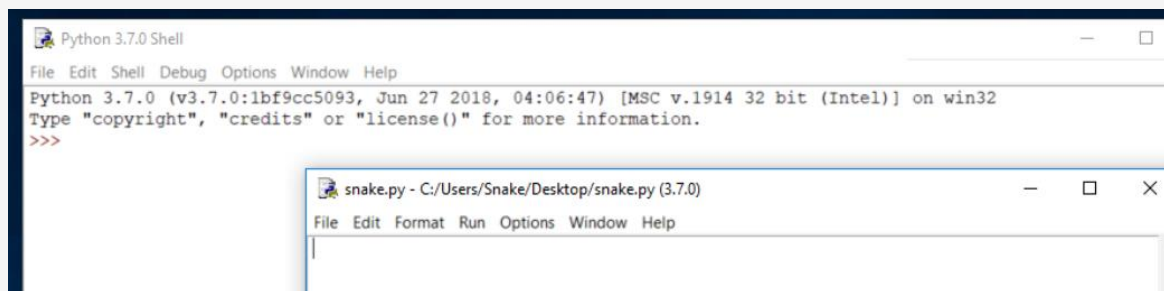 Python 3.7.0 Shell
File Edit Shell Debug Options Window Help
Python 3.7.0 (v3.7.0:1bf9cc5093, Jun 27 2018, 04:06:47) [MSC v.1914 32 bit (Intel)] on win32
Type "copyright", "credits" or "license()" for more information.
>>>
snake.py - C:/Users/Snake/Desktop/snake.py (3.7.0)
File Edit Format Run Options Window Help